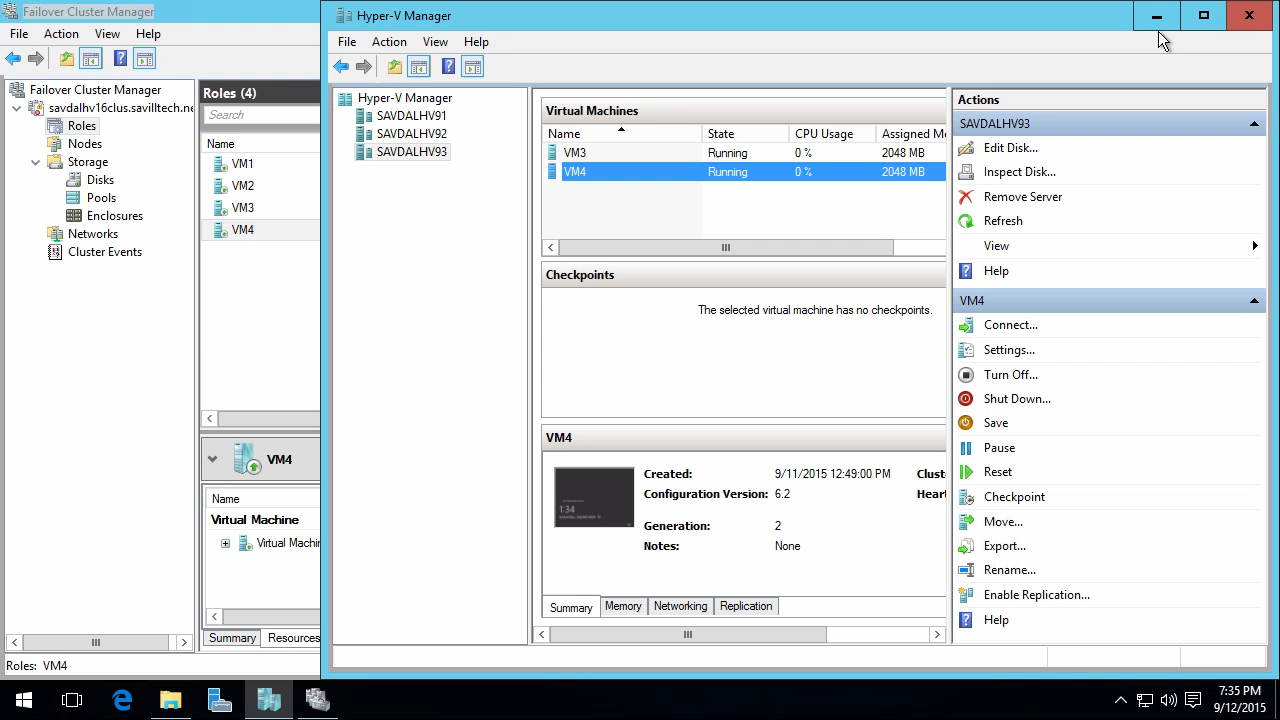 Failover Cluster Manager
File Action View Help
Failover Cluster Manager
savdalhv16clus.savilltech.ne
Roles
Nodes
Storage
Disks
Pools
Enclosures
Networks
Cluster Events
Roles (4)
Search
Name
VM1
VM2
VM3
VM4
VM4
Name
Virtual Machine
Virtual Machin
Summary Resources
Roles: VM4
Hyper-V Manager
File Action View Help
Hyper-V Manager
SAVDALHV91
SAVDALHV92
SAVDALHV93
Virtual Machines
Name State CPU Usage Assigned Me
VM3 Running 0 % 2048 MB
VM4 Running 0 % 2048 MB
Checkpoints
The selected virtual machine has no checkpoints.
VM4
1:34
Created: 9/11/2015 12:49:00 PM Cluste
Configuration Version: 6.2 Heart
Generation: 2
Notes: None
Summary Memory Networking Replication
Actions
SAVDALHV93
Edit Disk...
Inspect Disk...
Remove Server
Refresh
View
Help
VM4
Connect...
Settings...
Turn Off...
Shut Down...
Save
Pause
Reset
Checkpoint
Move...
Export...
Rename...
Enable Replication...
Help
7:35 PM
9/12/2015